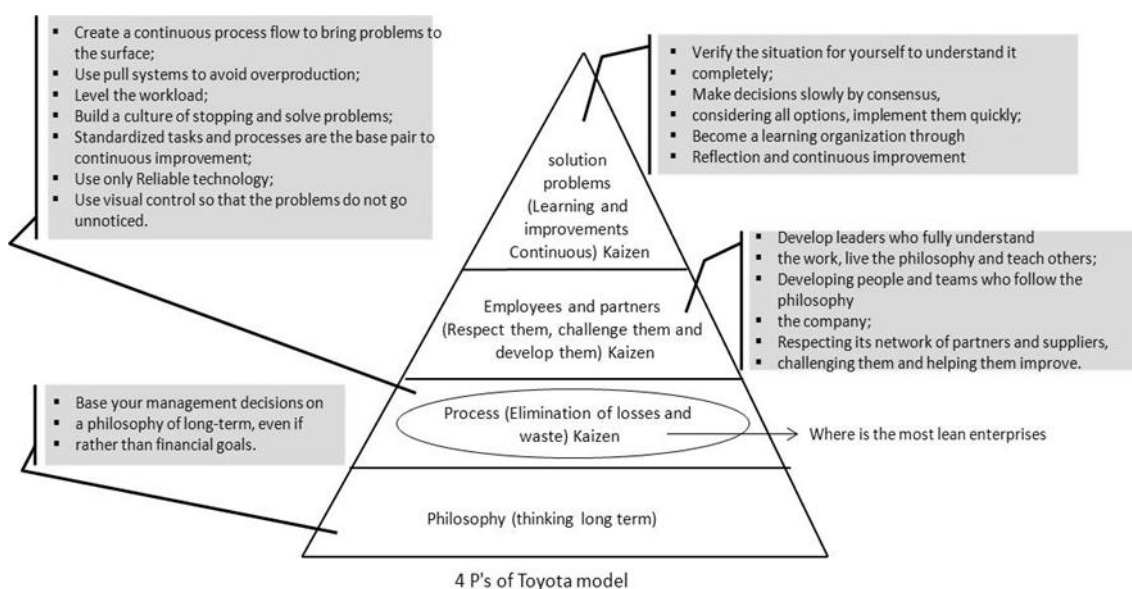 ▪ Create a continuous process flow to bring problems to
the surface;
▪ Use pull systems to avoid overproduction;
▪ Level the workload;
▪ Build a culture of stopping and solve problems;
▪ Standardized tasks and processes are the base pair to
continuous improvement;
▪ Use only Reliable technology;
▪ Use visual control so that the problems do not go
unnoticed.
▪ Verify the situation for yourself to understand it
▪ completely;
▪ Make decisions slowly by consensus,
▪ considering all options, implement them quickly;
▪ Become a learning organization through
▪ Reflection and continuous improvement
solution
problems
(Learning and
improvements
Continuous) Kaizen
▪ Develop leaders who fully understand
▪ the work, live the philosophy and teach others;
▪ Developing people and teams who follow the
philosophy
▪ the company;
▪ Respecting its network of partners and suppliers,
▪ challenging them and helping them improve.
Employees and partners
(Respect them, challenge them and
develop them) Kaizen
▪ Base your management decisions on
▪ a philosophy of long-term, even if
▪ rather than financial goals.
Process (Elimination of losses and
waste) Kaizen
Where is the most lean enterprises
Philosophy (thinking long term)
4 P's of Toyota model